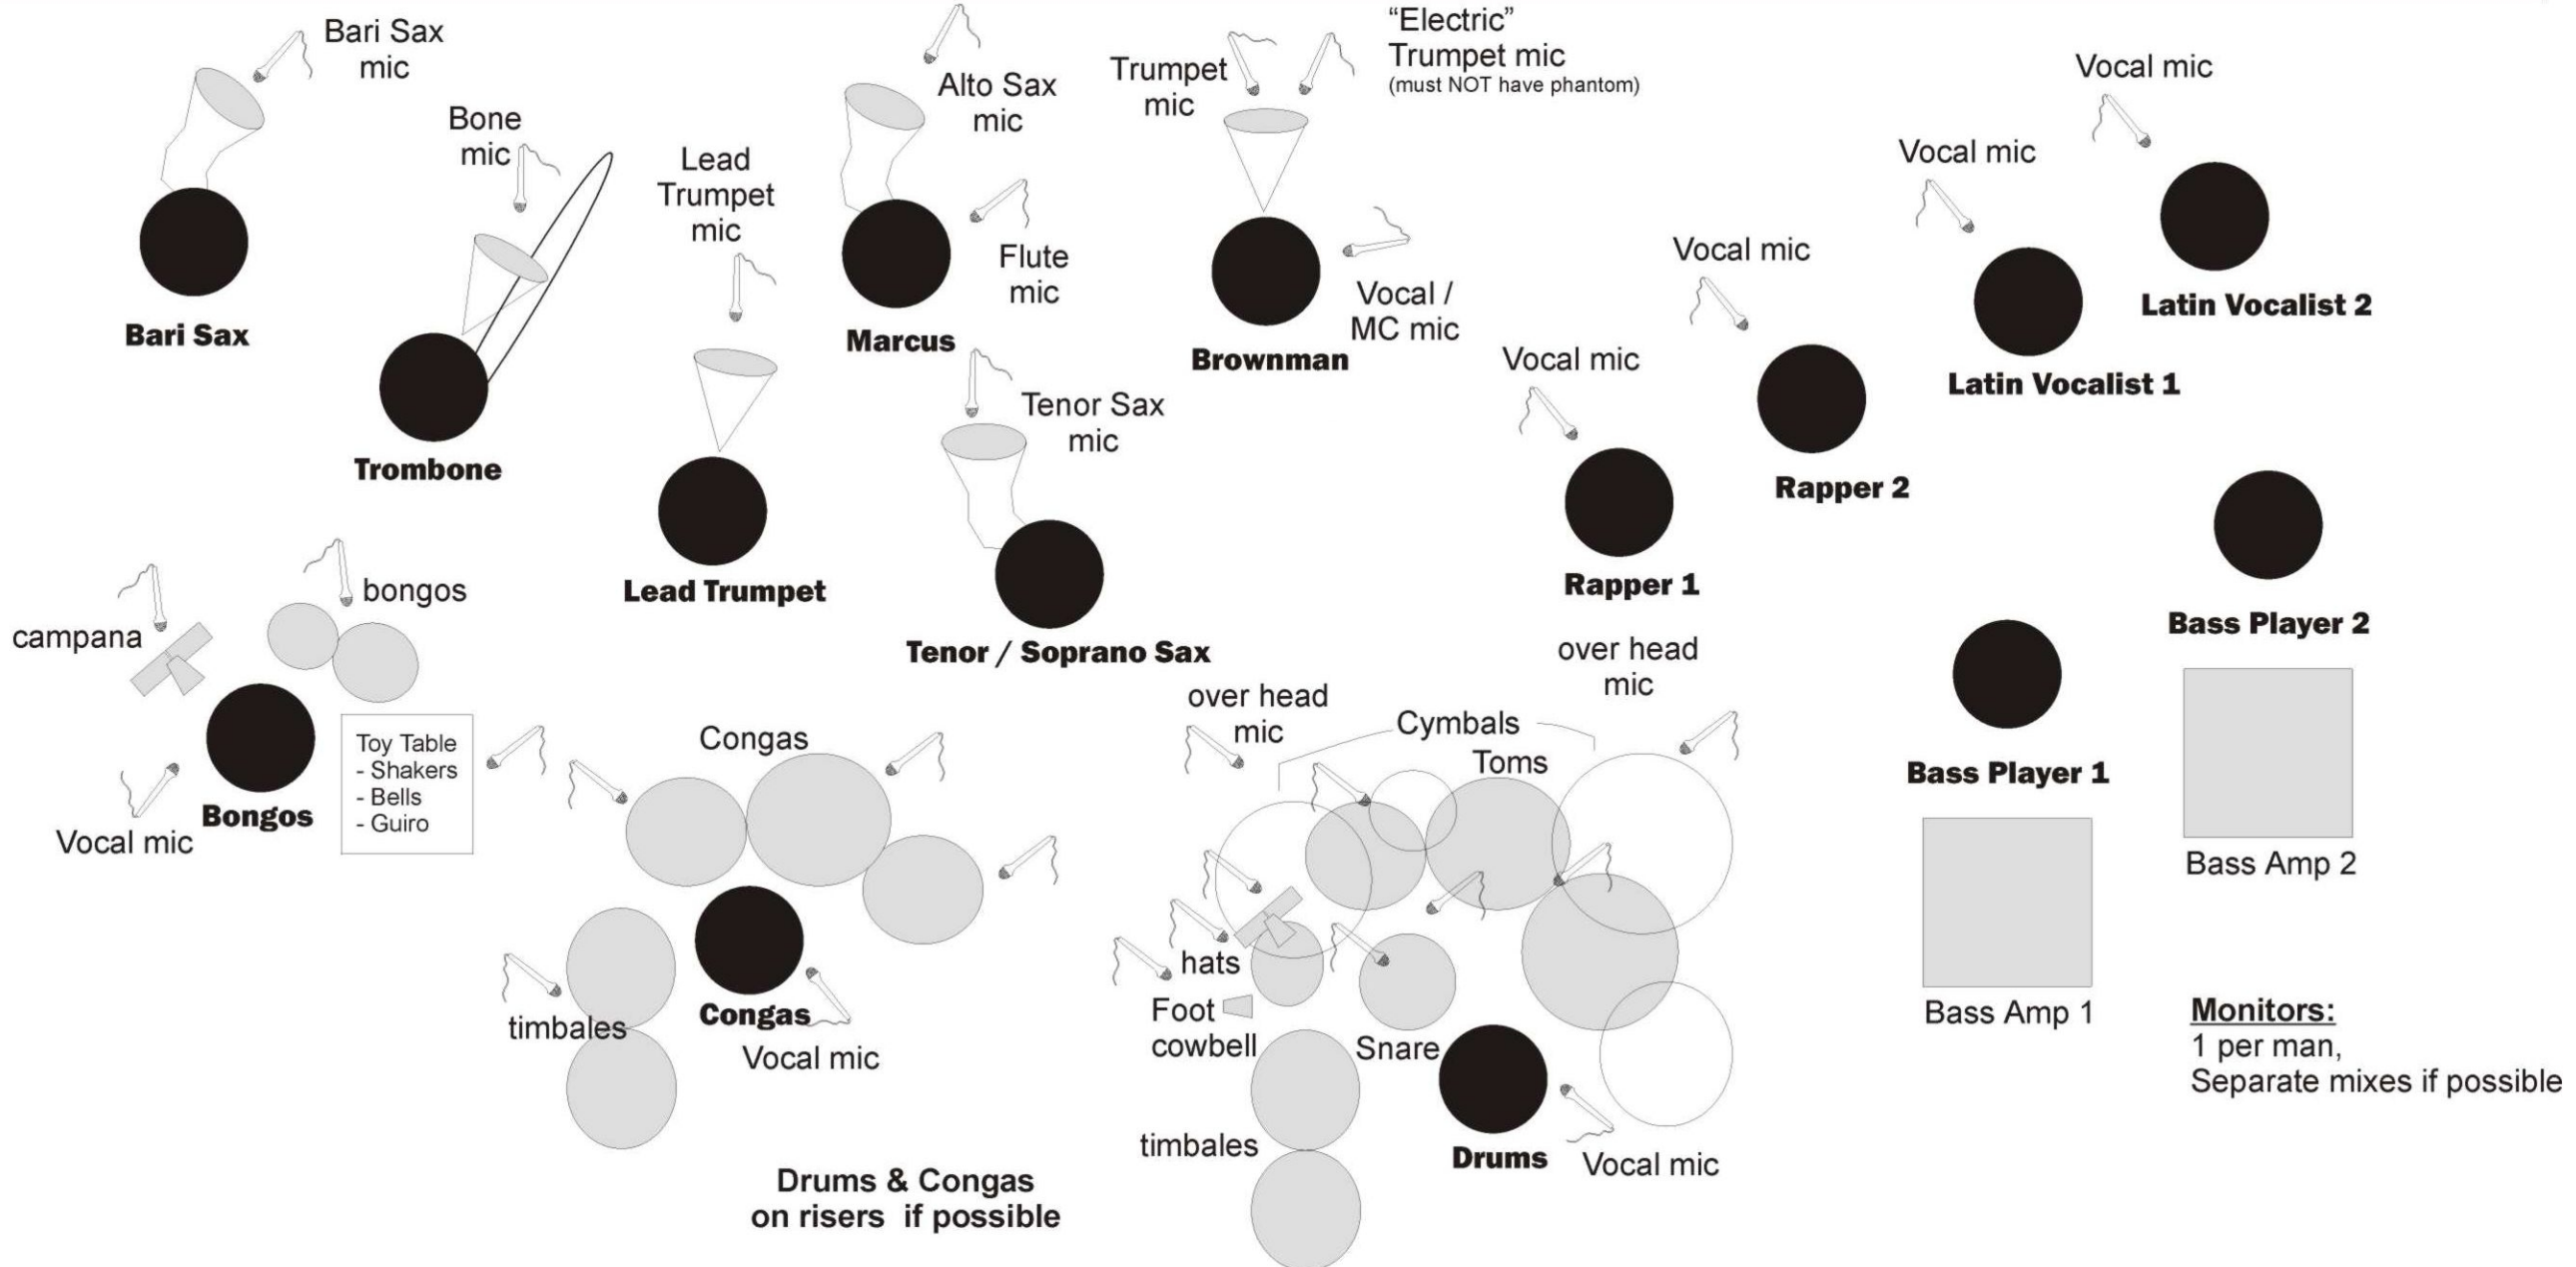 Bari Sax
mic
Bari Sax
Bone
mic
Trombone
Lead
Trumpet
mic
Lead Trumpet
Alto Sax
mic
Flute
mic
Marcus
Tenor Sax
mic
Tenor / Soprano Sax
Trumpet
mic
“Electric”
Trumpet mic
(must NOT have phantom)
Vocal /
MC mic
Brownman
Vocal mic
Rapper 1
Vocal mic
Rapper 2
Vocal mic
Latin Vocalist 1
Vocal mic
Latin Vocalist 2
campana
bongos
Vocal mic
Bongos
Toy Table
- Shakers
- Bells
- Guiro
Congas
timbales
Congas
Vocal mic
Drums & Congas
on risers if possible
over head
mic
Cymbals
Toms
over head
mic
hats
Foot
cowbell
Snare
timbales
Drums
Vocal mic
Bass Player 1
Bass Amp 1
Bass Player 2
Bass Amp 2
Monitors:
1 per man,
Separate mixes if possible